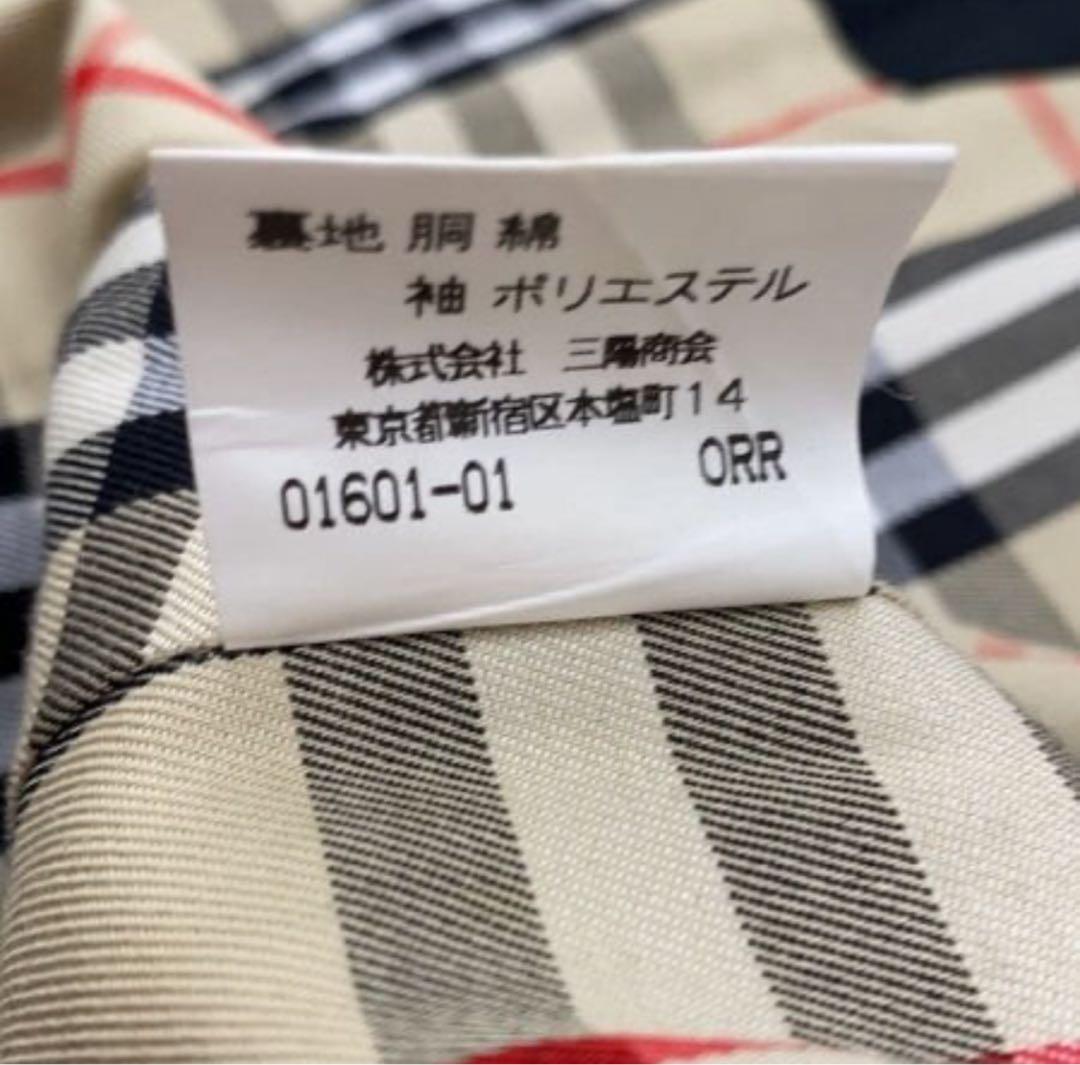 裏地 胴 綿
袖 ポリエステル
株式会社 三陽商会
東京都新宿区本塩町14
01601-01 ORR